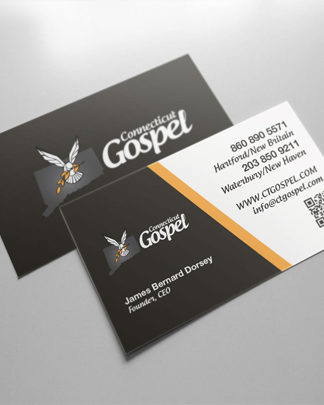 Connecticut
Gospel
Connecticut
Gospel
James Bernard Dorsey
Founder, CEO
860 890 5571
Hartford/New Britain
203 850 9211
Waterbury/New Haven
WWW.CTGOSPEL.COM
info@ctgospel.com